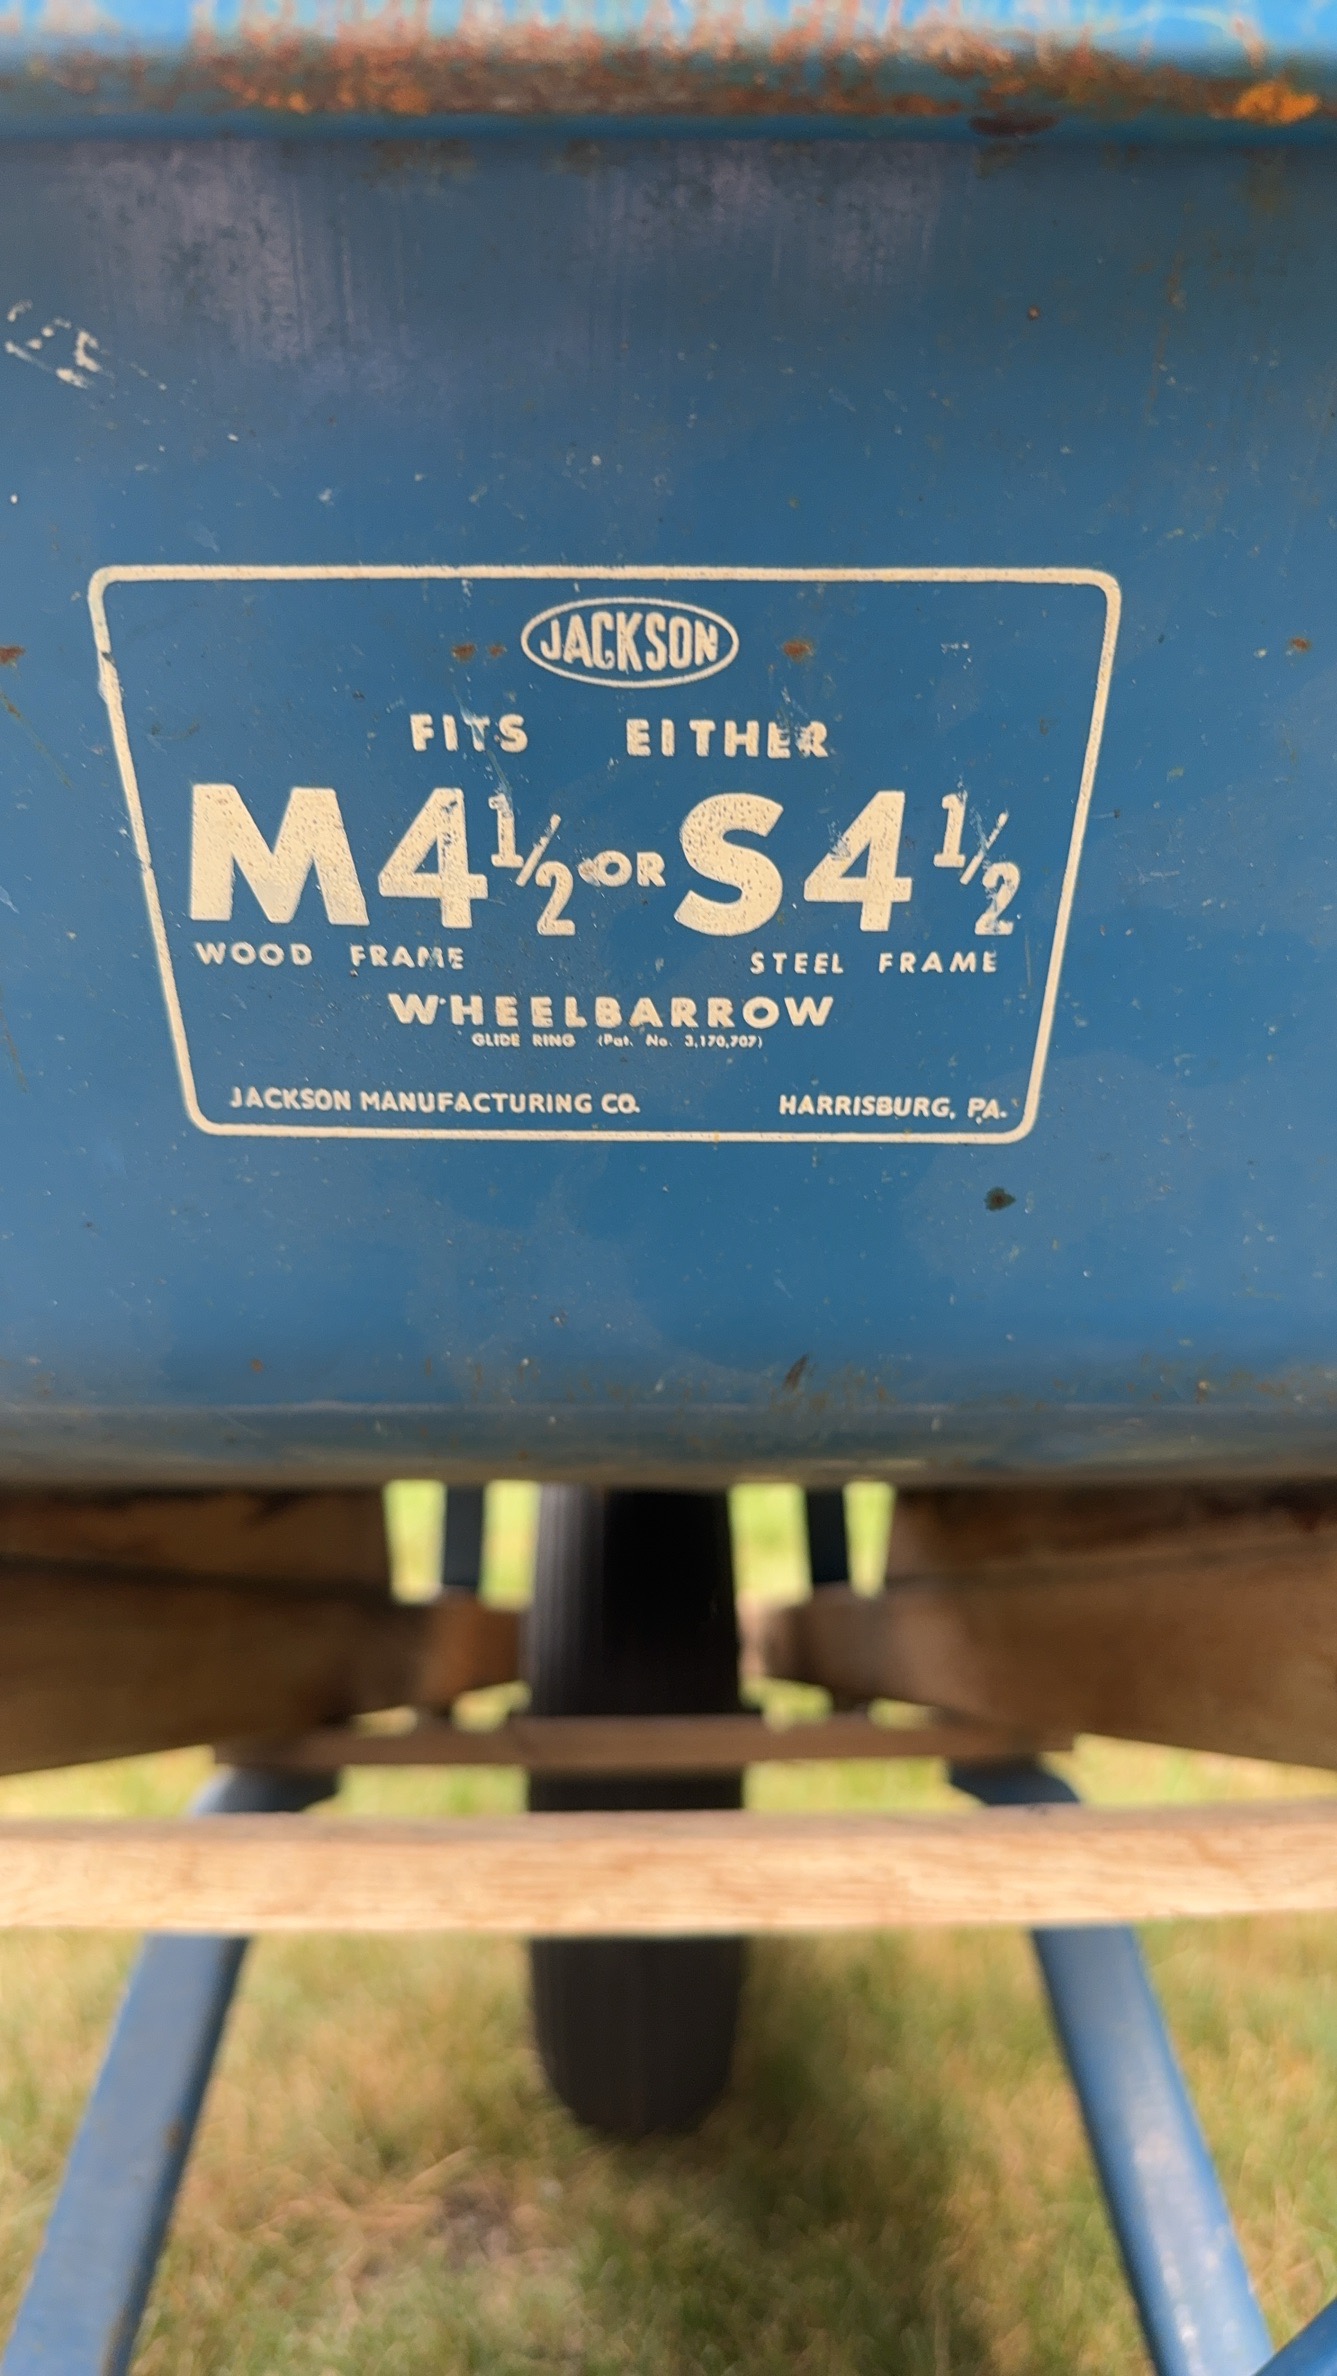 JACKSON
FITS EITHER
M4½ OR S4½
WOOD FRAME STEEL FRAME
WHEELBARROW
GLIDE RING (Pat. No. 3,170,707)
JACKSON MANUFACTURING CO. HARRISBURG, PA.